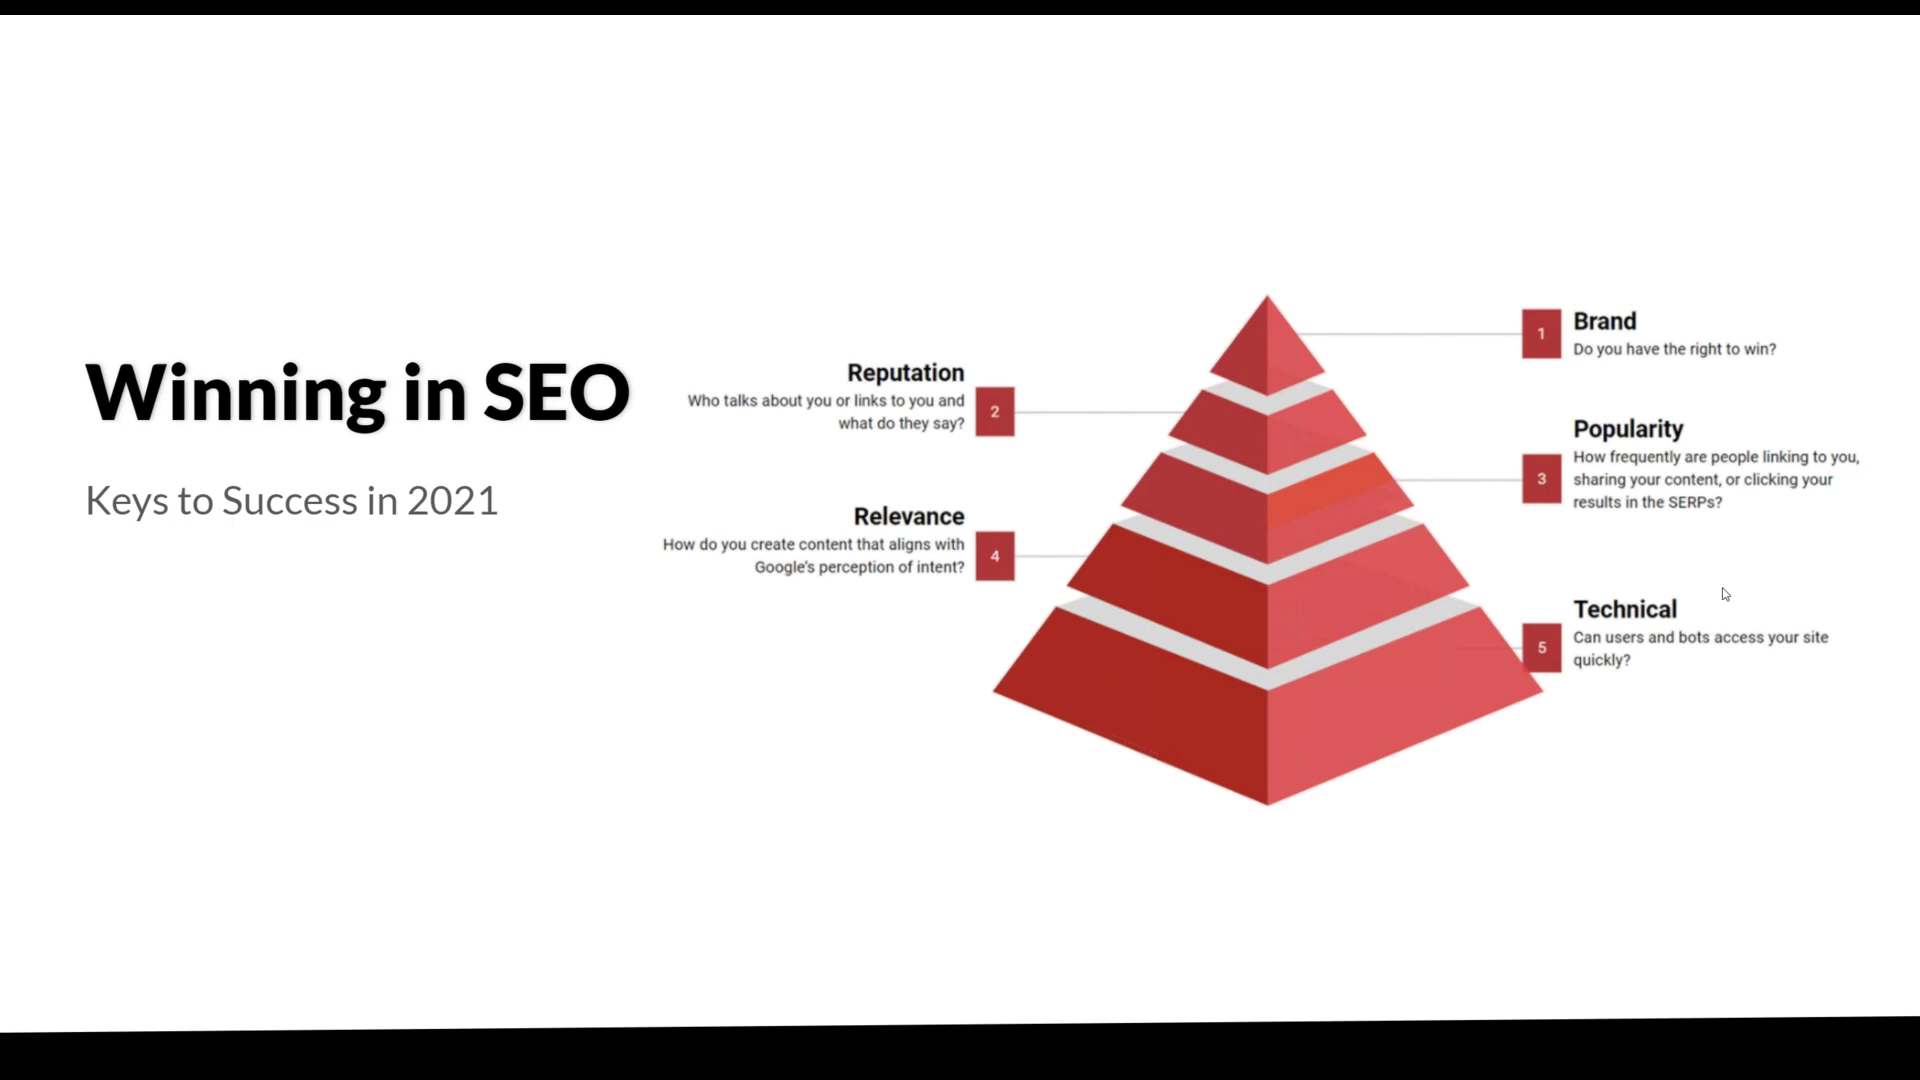 Winning in SEO
Keys to Success in 2021
1
Brand
Do you have the right to win?
Reputation
Who talks about you or links to you and
what do they say?
2
Popularity
How frequently are people linking to you,
3
sharing your content, or clicking your
results in the SERPs?
Relevance
How do you create content that aligns with
Google's perception of intent?
4
Technical
Can users and bots access your site
5
quickly?